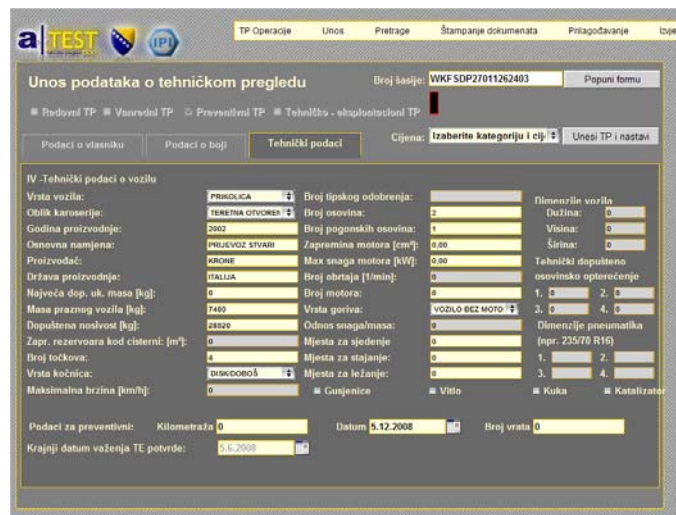 a TEST IPI
TP Operacije Unos Pretrage Štampanje dokumenata Prilagođavanje Izvje
Unos podataka o tehničkom pregledu
Broj šasije: WKFSDP27011262403 Popuni formu
Redovni TP Vanredni TP Preventivni TP Tehničko - eksploatacioni TP
Podaci o vlasniku Podaci o boji Tehnički podaci
Cijena: Izaberite kategoriju i cij Unesi TP i nastavi
IV -Tehnički podaci o vozilu
Vrsta vozila: PRIKOLICA Broj tipskog odobrenja: Dimenzije vozila
Oblik karoserije: TERETNA OTVOREN Broj osovina: 2 Dužina: 0
Godina proizvodnje: 2002 Broj pogonskih osovina: 1 Visina: 0
Osnovna namjena: PRIJEVOZ STVARI Zapremina motora [cm³]: 0,00 Širina: 0
Proizvođač: KRONE Max snaga motora [kW]: 0,00 Tehnički dopušteno
Država proizvodnje: ITALIJA Broj obrtaja [1/min]: 0 osovinsko opterećenje
Najveća dop. uk. masa [kg]: 0 Broj motora: 0 1. 0 2. 0
Masa praznog vozila [kg]: 7480 Vrsta goriva: VOZILO BEZ MOTO 3. 0 4. 0
Dopuštena nosivost [kg]: 28520 Odnos snaga/masa: 0 Dimenzije pneumatika
Zapr. rezervoara kod cisterni: [m³]: 0 Mjesta za sjedenje 0 (npr. 235/70 R16)
Broj točkova: 4 Mjesta za stajanje: 0 1. 2.
Vrsta kočnica: DISK/DOBOŠ Mjesta za ležanje: 0 3. 4.
Maksimalna brzina [km/h]: 0 Gusjenice Vitlo Kuka Katalizator
Podaci za preventivni: Kilometraža 0 Datum 5.12.2008 Broj vrata 0
Krajnji datum važenja TE potvrde: 5.6.2008